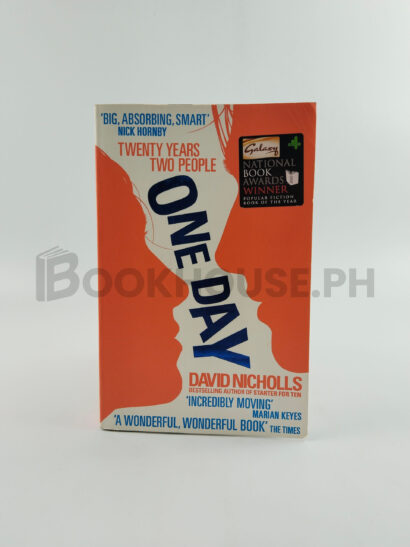 'BIG, ABSORBING, SMART'
NICK HORNBY
TWENTY YEARS
TWO PEOPLE
Galaxy
NATIONAL
BOOK
AWARDS
WINNER
POPULAR FICTION
BOOK OF THE YEAR
ONE DAY
BOOKHOUSE.PH
DAVID NICHOLLS
BESTSELLING AUTHOR OF STARTER FOR TEN
'INCREDIBLY MOVING'
MARIAN KEYES
'A WONDERFUL, WONDERFUL BOOK' THE TIMES